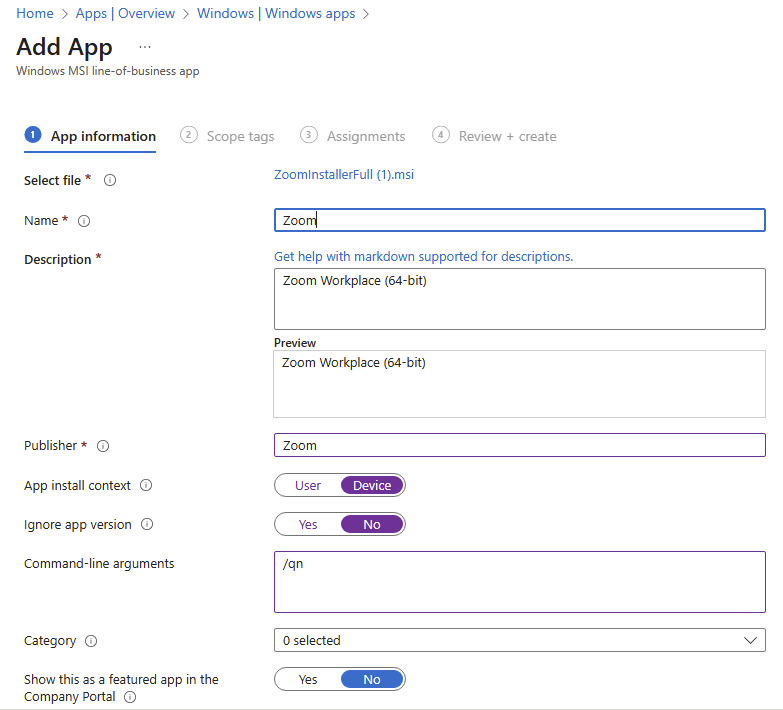 Home > Apps | Overview > Windows | Windows apps >
Add App ...
Windows MSI line-of-business app
1 App information 2 Scope tags 3 Assignments 4 Review + create
Select file * ZoomInstallerFull (1).msi
Name * Zoom
Description * Get help with markdown supported for descriptions.
Zoom Workplace (64-bit)
Preview
Zoom Workplace (64-bit)
Publisher * Zoom
App install context User Device
Ignore app version Yes No
Command-line arguments /qn
Category 0 selected
Show this as a featured app in the Yes No
Company Portal